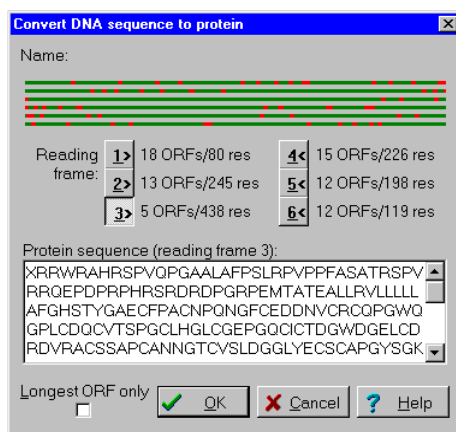 Convert DNA sequence to protein
Name:
Reading frame:
1> 18 ORFs/80 res
2> 13 ORFs/245 res
3> 5 ORFs/438 res
4< 15 ORFs/226 res
5< 12 ORFs/198 res
6< 12 ORFs/119 res
Protein sequence (reading frame 3):
XRRWRAHRSPVQPGAALAFPSLRPVPPFASATRSPV
RRQEPDPRPHRSRDRDPGRPEMTATEALLRVLLLLL
AFGHSTYGAECFPACNPQNGFCEDDNVCRCQPGWQ
GPLCDQCVTSPGCLHGLCGEPGQCICTDGWDGELCD
RDVRACSSAPCANNGTCVSLDGGLYECSCAPGYSGK
Longest ORF only
OK
Cancel
Help